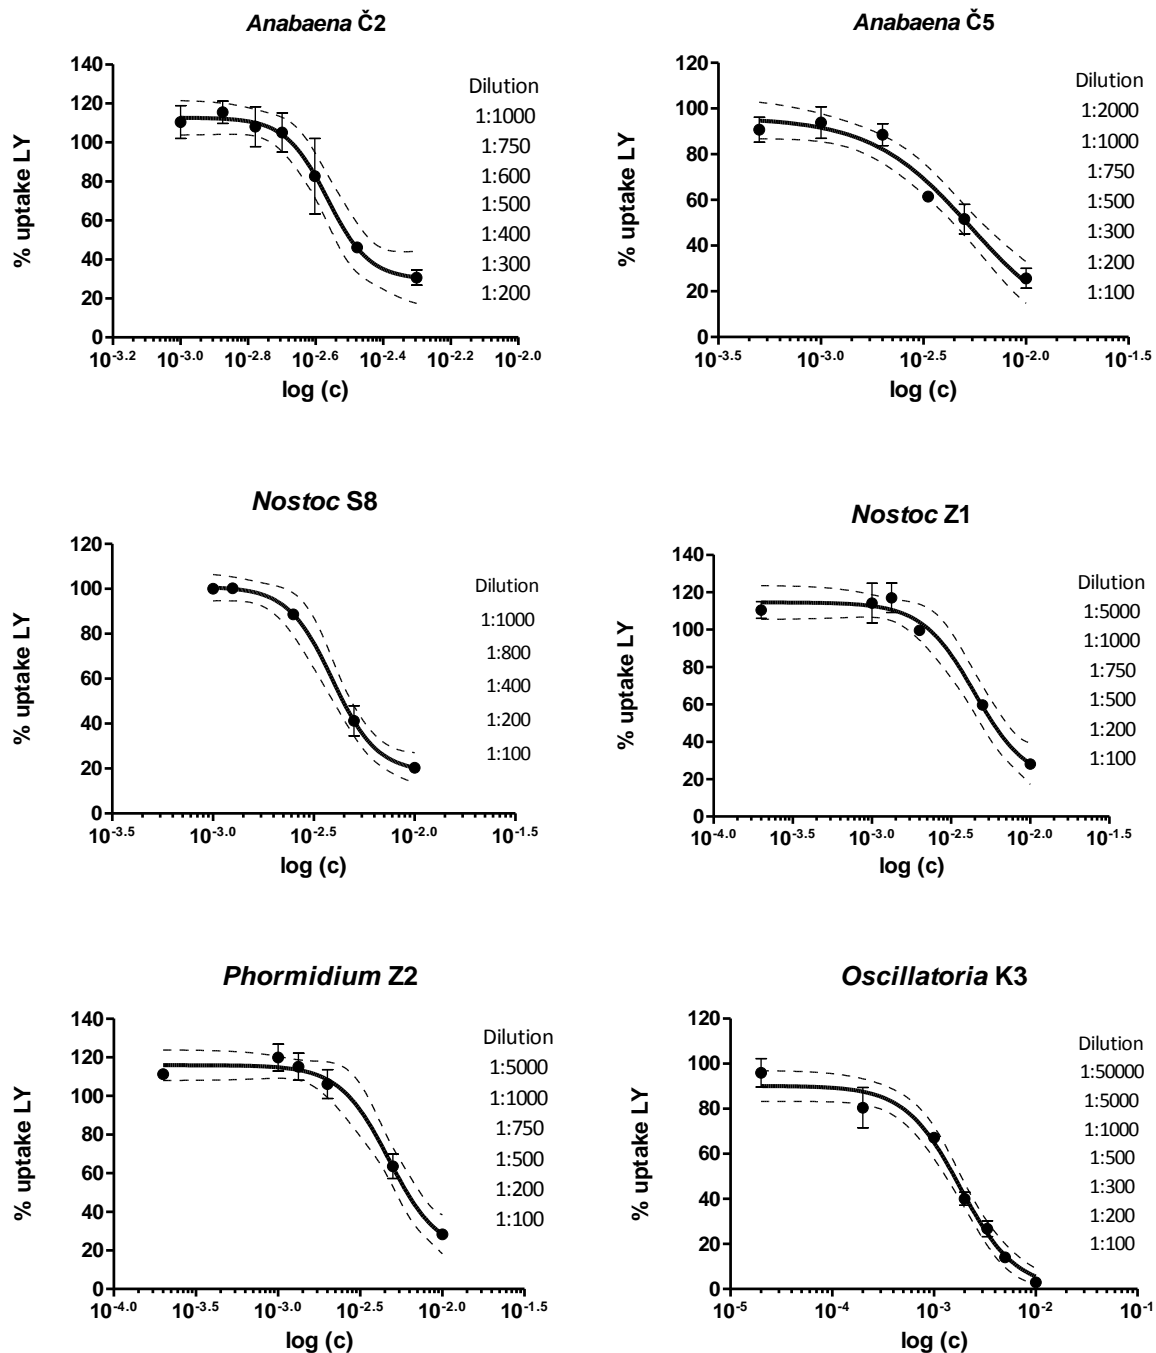 Anabaena Č2
% uptake LY
140
120
100
80
60
40
20
0
10-3.2 10-3.0 10-2.8 10-2.6 10-2.4 10-2.2 10-2.0
log (c)
Dilution
1:1000
1:750
1:600
1:500
1:400
1:300
1:200
Anabaena Č5
% uptake LY
120
100
80
60
40
20
0
10-3.5 10-3.0 10-2.5 10-2.0 10-1.5
log (c)
Dilution
1:2000
1:1000
1:750
1:500
1:300
1:200
1:100
Nostoc S8
% uptake LY
120
100
80
60
40
20
0
10-3.5 10-3.0 10-2.5 10-2.0 10-1.5
log (c)
Dilution
1:1000
1:800
1:400
1:200
1:100
Nostoc Z1
% uptake LY
140
120
100
80
60
40
20
0
10-4.0 10-3.5 10-3.0 10-2.5 10-2.0 10-1.5
log (c)
Dilution
1:5000
1:1000
1:750
1:500
1:200
1:100
Phormidium Z2
% uptake LY
140
120
100
80
60
40
20
0
10-4.0 10-3.5 10-3.0 10-2.5 10-2.0 10-1.5
log (c)
Dilution
1:5000
1:1000
1:750
1:500
1:200
1:100
Oscillatoria K3
% uptake LY
120
100
80
60
40
20
0
10-5 10-4 10-3 10-2 10-1
log (c)
Dilution
1:50000
1:5000
1:1000
1:500
1:300
1:200
1:100